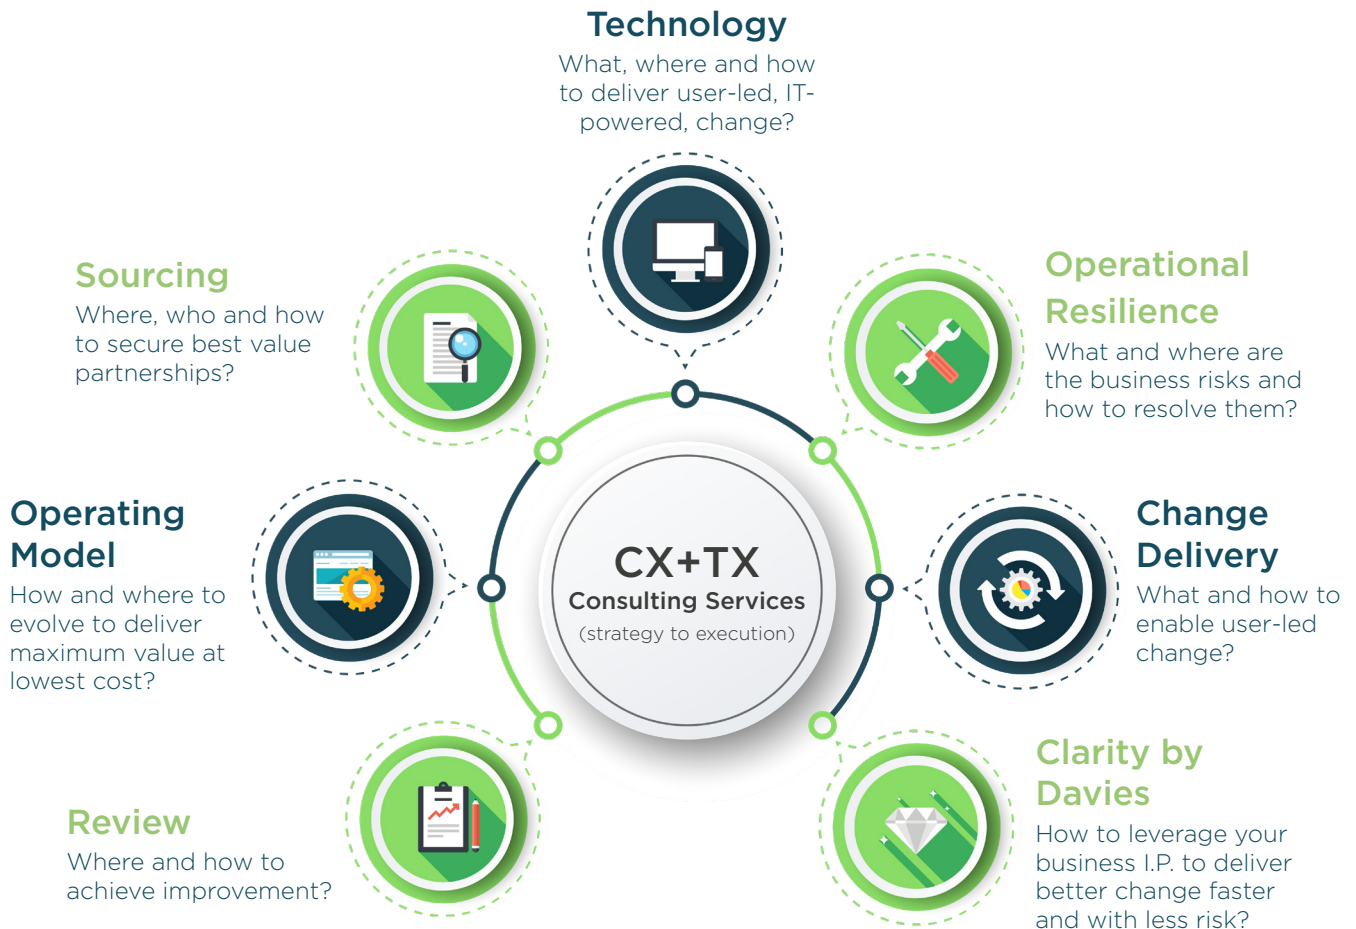 Technology
What, where and how
to deliver user-led, IT-
powered, change?
Sourcing
Where, who and how
to secure best value
partnerships?
Operational
Resilience
What and where are
the business risks and
how to resolve them?
Operating
Model
How and where to
evolve to deliver
maximum value at
lowest cost?
CX+TX
Consulting Services
(strategy to execution)
Change
Delivery
What and how to
enable user-led
change?
Review
Where and how to
achieve improvement?
Clarity by
Davies
How to leverage your
business I.P. to deliver
better change faster
and with less risk?